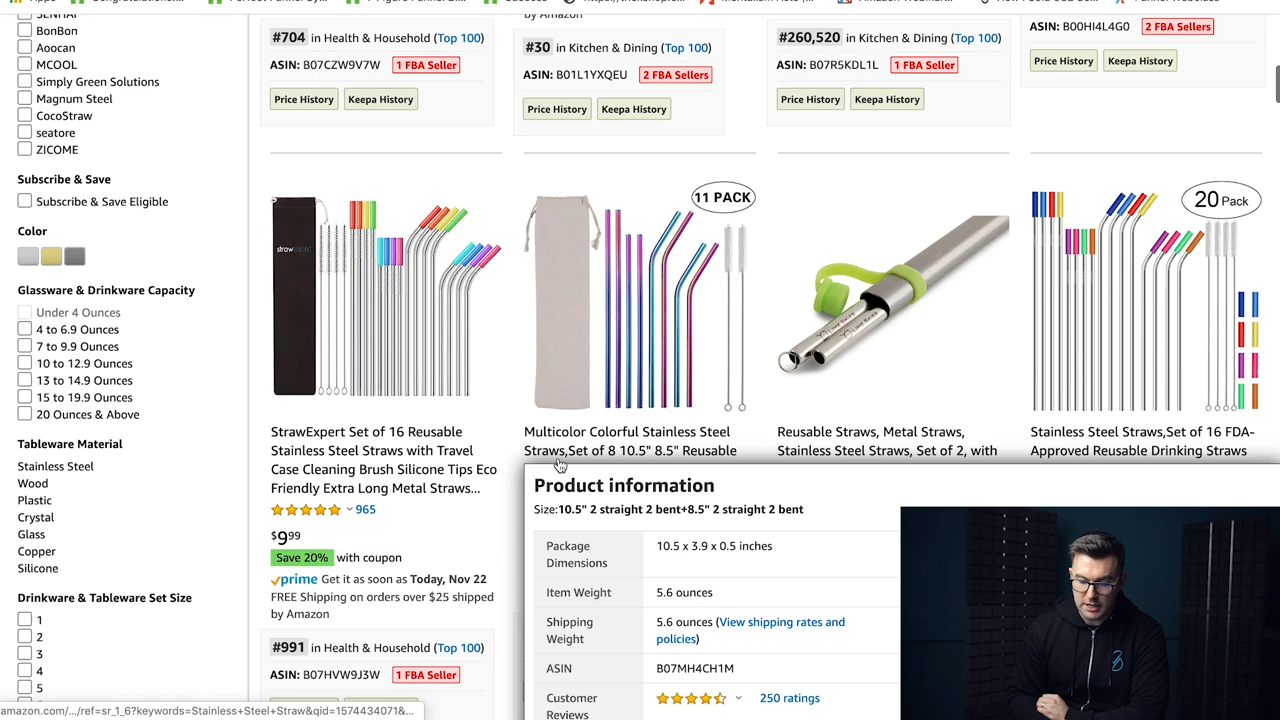 SENHAI
BonBon
Aoocan
MCOOL
Simply Green Solutions
Magnum Steel
CocoStraw
seatore
ZICOME
Subscribe & Save
Subscribe & Save Eligible
Color
Glassware & Drinkware Capacity
Under 4 Ounces
4 to 6.9 Ounces
7 to 9.9 Ounces
10 to 12.9 Ounces
13 to 14.9 Ounces
15 to 19.9 Ounces
20 Ounces & Above
Tableware Material
Stainless Steel
Wood
Plastic
Crystal
Glass
Copper
Silicone
Drinkware & Tableware Set Size
1
2
3
4
5
amazon.com/.../ref=sr_1_6?keywords=Stainless+Steel+Straw&qid=1574434071&...
#704 in Health & Household (Top 100)
ASIN: B07CZW9V7W 1 FBA Seller
Price History Keepa History
by Amazon
#30 in Kitchen & Dining (Top 100)
ASIN: B01L1YXQEU 2 FBA Sellers
Price History Keepa History
#260,520 in Kitchen & Dining (Top 100)
ASIN: B07R5KDL1L 1 FBA Seller
Price History Keepa History
ASIN: B00HI4L4G0 2 FBA Sellers
Price History Keepa History
strawexpert
StrawExpert Set of 16 Reusable
Stainless Steel Straws with Travel
Case Cleaning Brush Silicone Tips Eco
Friendly Extra Long Metal Straws...
965
$9.99
Save 20% with coupon
prime Get it as soon as Today, Nov 22
FREE Shipping on orders over $25 shipped
by Amazon
#991 in Health & Household (Top 100)
ASIN: B07HVW9J3W 1 FBA Seller
11 PACK
Multicolor Colorful Stainless Steel
Straws,Set of 8 10.5" 8.5" Reusable
Reusable Straws, Metal Straws,
Stainless Steel Straws, Set of 2, with
20 Pack
Stainless Steel Straws,Set of 16 FDA-
Approved Reusable Drinking Straws
Product information
Size:10.5" 2 straight 2 bent+8.5" 2 straight 2 bent
Package
Dimensions
10.5 x 3.9 x 0.5 inches
Item Weight
5.6 ounces
Shipping
Weight
5.6 ounces (View shipping rates and
policies)
ASIN
B07MH4CH1M
Customer
Reviews
250 ratings